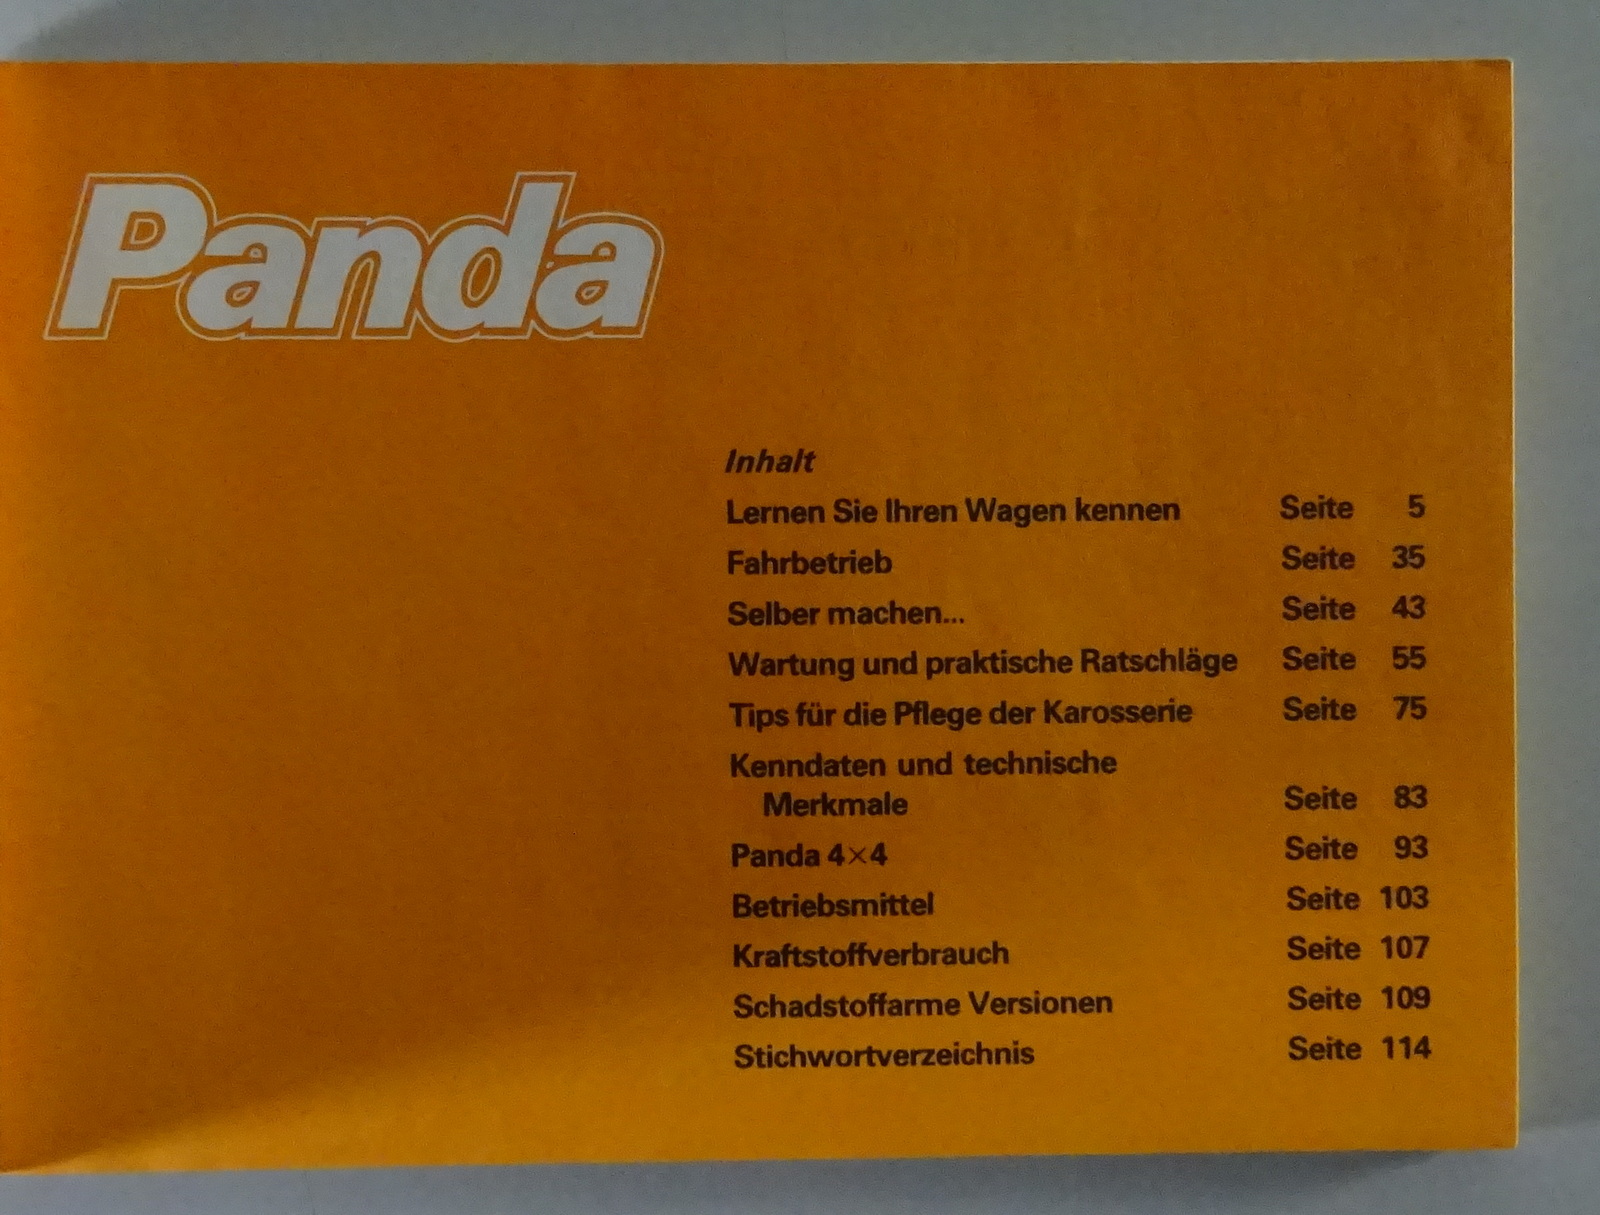 Panda
Inhalt
Lernen Sie Ihren Wagen kennen Seite 5
Fahrbetrieb Seite 35
Selber machen... Seite 43
Wartung und praktische Ratschläge Seite 55
Tips für die Pflege der Karosserie Seite 75
Kenndaten und technische
Merkmale Seite 83
Panda 4×4 Seite 93
Betriebsmittel Seite 103
Kraftstoffverbrauch Seite 107
Schadstoffarme Versionen Seite 109
Stichwortverzeichnis Seite 114